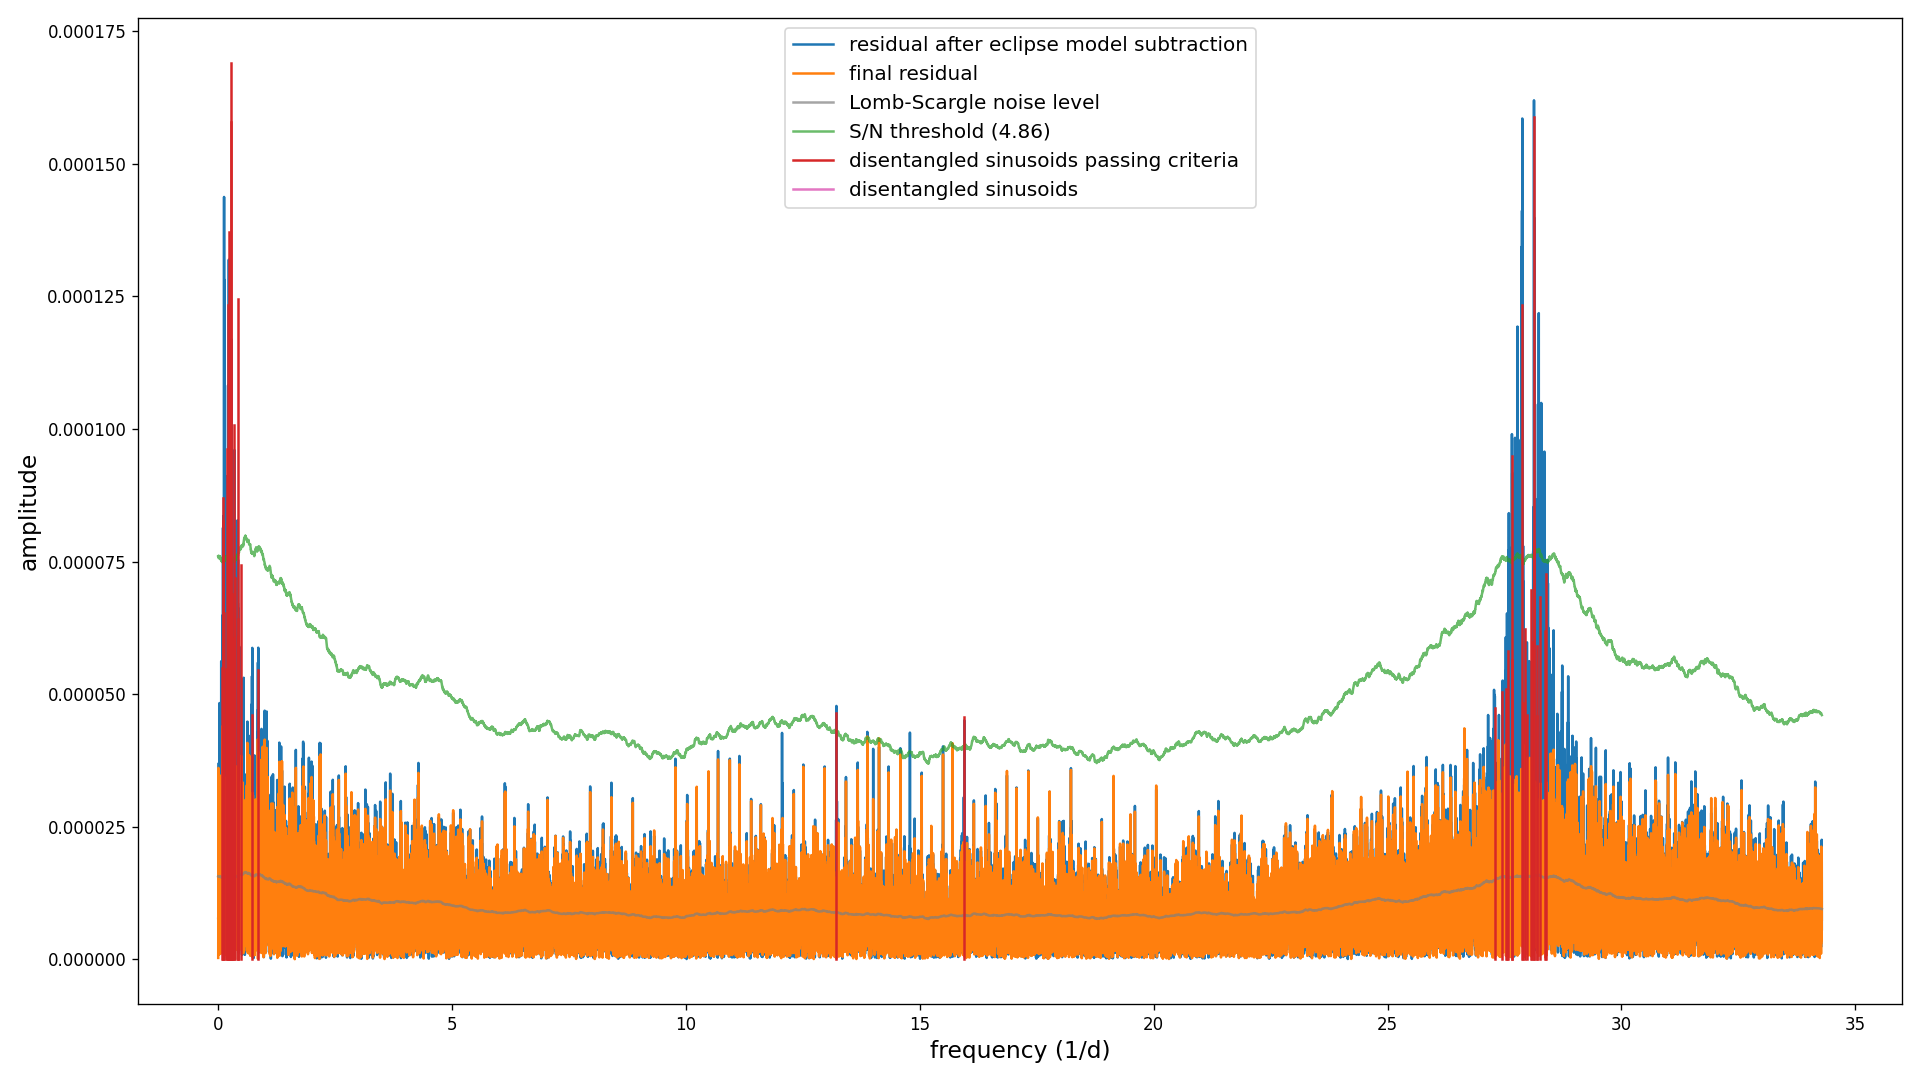 0.000175
0.000150
0.000125
0.000100
0.000075
0.000050
0.000025
0.000000
amplitude
residual after eclipse model subtraction
final residual
Lomb-Scargle noise level
S/N threshold (4.86)
disentangled sinusoids passing criteria
disentangled sinusoids
0 5 10 15 20 25 30 35
frequency (1/d)